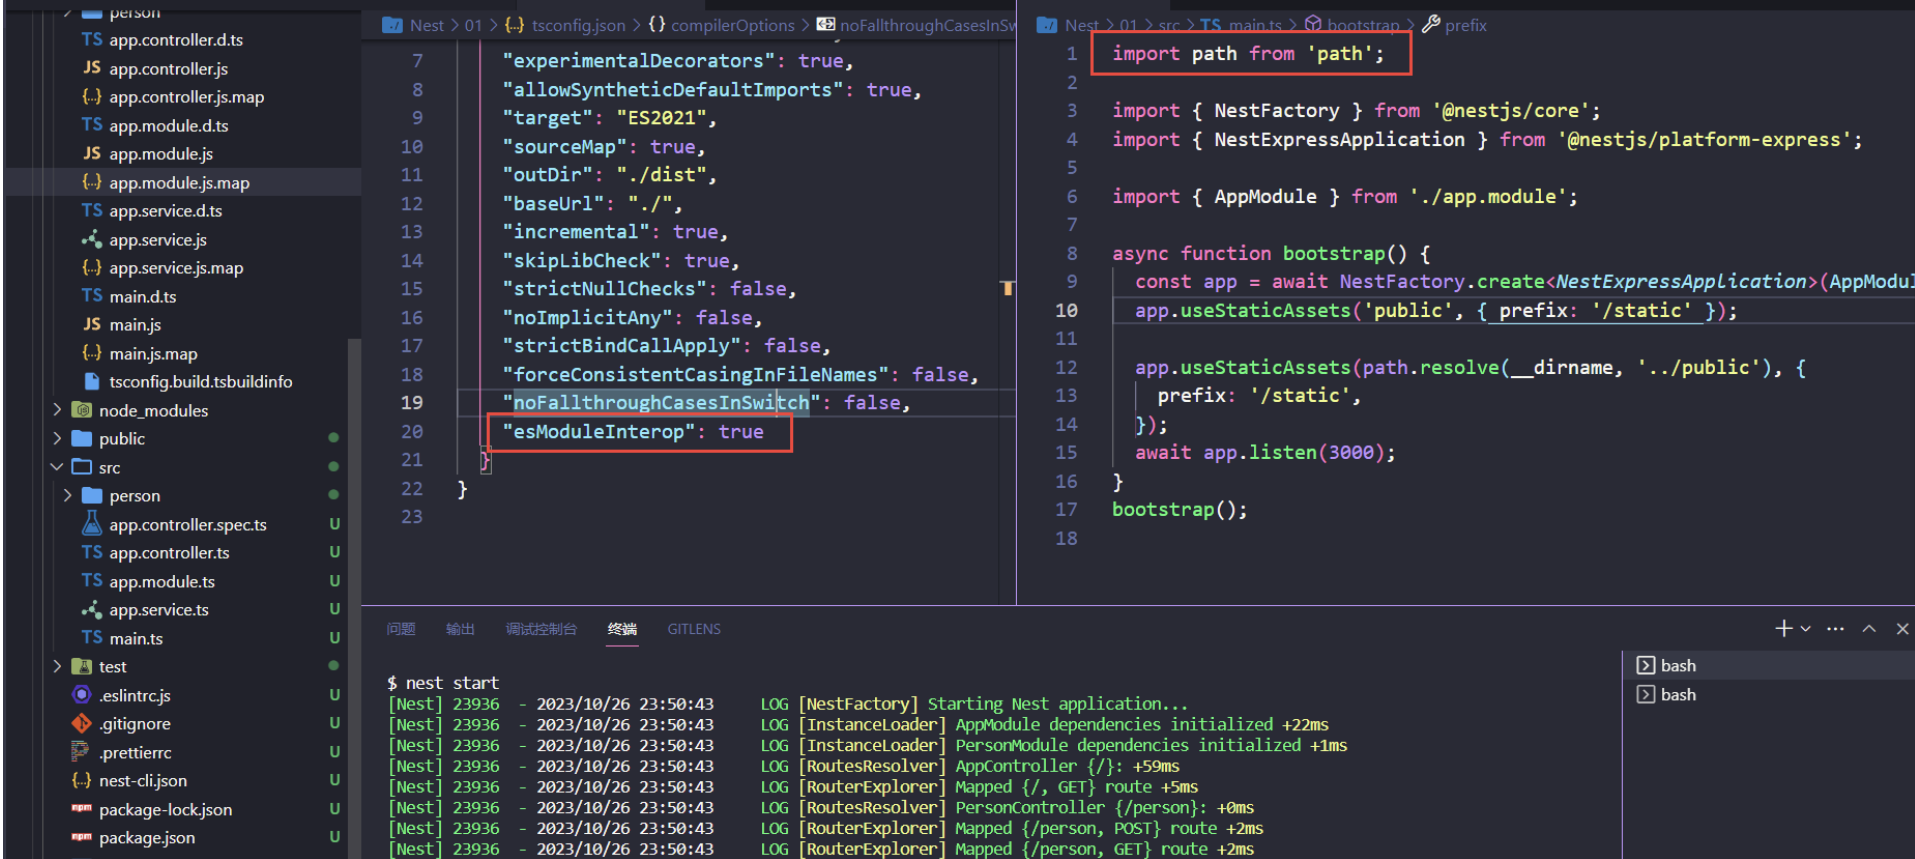 person
TS app.controller.d.ts
JS app.controller.js
{..} app.controller.js.map
TS app.module.d.ts
JS app.module.js
{..} app.module.js.map
TS app.service.d.ts
app.service.js
{..} app.service.js.map
TS main.d.ts
JS main.js
{..} main.js.map
tsconfig.build.tsbuildinfo
node_modules
public
src
person
app.controller.spec.ts U
TS app.controller.ts U
TS app.module.ts U
app.service.ts U
TS main.ts U
test
.eslintrc.js U
.gitignore U
.prettierrc U
{..} nest-cli.json U
npm package-lock.json U
npm package.json U
Nest > 01 > {..} tsconfig.json > {} compilerOptions > noFallthroughCasesInSw
7 "experimentalDecorators": true,
8 "allowSyntheticDefaultImports": true,
9 "target": "ES2021",
10 "sourceMap": true,
11 "outDir": "./dist",
12 "baseUrl": "./",
13 "incremental": true,
14 "skipLibCheck": true,
15 "strictNullChecks": false,
16 "noImplicitAny": false,
17 "strictBindCallApply": false,
18 "forceConsistentCasingInFileNames": false,
19 "noFallthroughCasesInSwitch": false,
20 "esModuleInterop": true
21 }
22 }
23
Nest > 01 > src > TS main.ts > bootstrap > prefix
1 import path from 'path';
2
3 import { NestFactory } from '@nestjs/core';
4 import { NestExpressApplication } from '@nestjs/platform-express';
5
6 import { AppModule } from './app.module';
7
8 async function bootstrap() {
9 const app = await NestFactory.create<NestExpressApplication>(AppModul
10 app.useStaticAssets('public', { prefix: '/static' });
11
12 app.useStaticAssets(path.resolve(__dirname, '../public'), {
13 prefix: '/static',
14 });
15 await app.listen(3000);
16 }
17 bootstrap();
18
问题 输出 调试控制台 终端 GITLENS
$ nest start
[Nest] 23936 - 2023/10/26 23:50:43 LOG [NestFactory] Starting Nest application...
[Nest] 23936 - 2023/10/26 23:50:43 LOG [InstanceLoader] AppModule dependencies initialized +22ms
[Nest] 23936 - 2023/10/26 23:50:43 LOG [InstanceLoader] PersonModule dependencies initialized +1ms
[Nest] 23936 - 2023/10/26 23:50:43 LOG [RoutesResolver] AppController {/}: +59ms
[Nest] 23936 - 2023/10/26 23:50:43 LOG [RouterExplorer] Mapped {/, GET} route +5ms
[Nest] 23936 - 2023/10/26 23:50:43 LOG [RoutesResolver] PersonController {/person}: +0ms
[Nest] 23936 - 2023/10/26 23:50:43 LOG [RouterExplorer] Mapped {/person, POST} route +2ms
[Nest] 23936 - 2023/10/26 23:50:43 LOG [RouterExplorer] Mapped {/person, GET} route +2ms
bash
bash